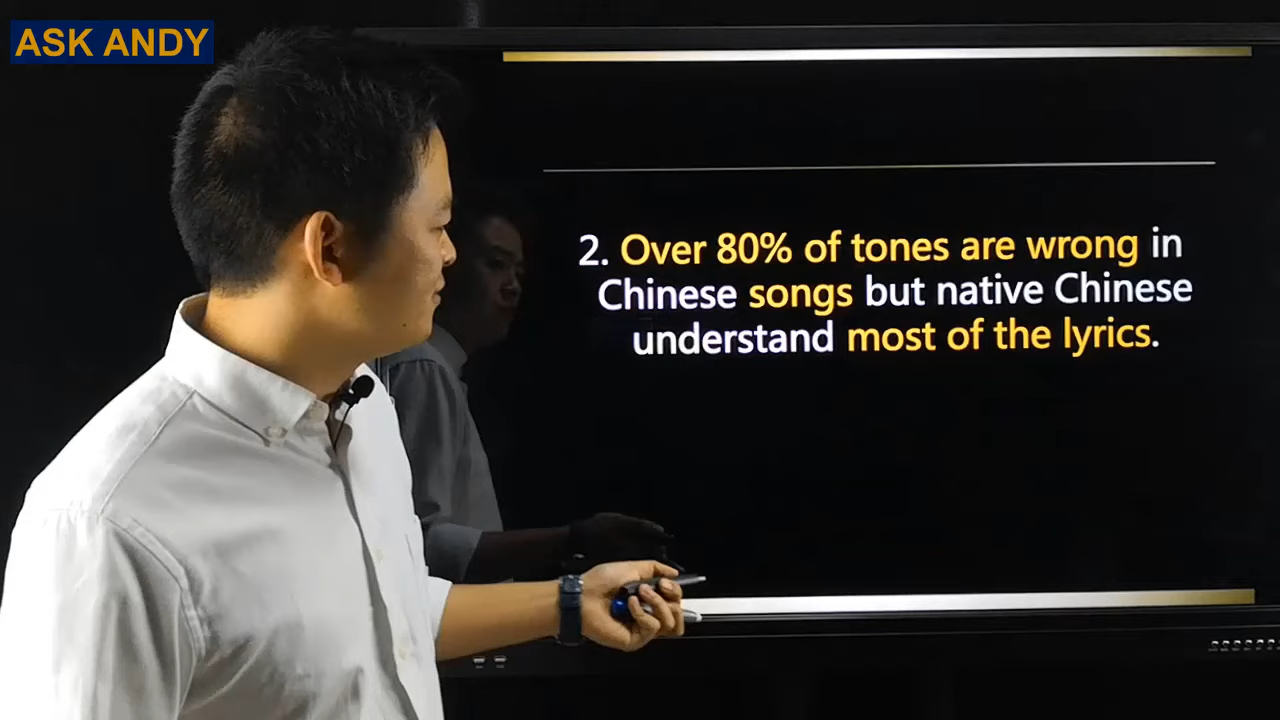 ASK ANDY
2. Over 80% of tones are wrong in
Chinese songs but native Chinese
understand most of the lyrics.